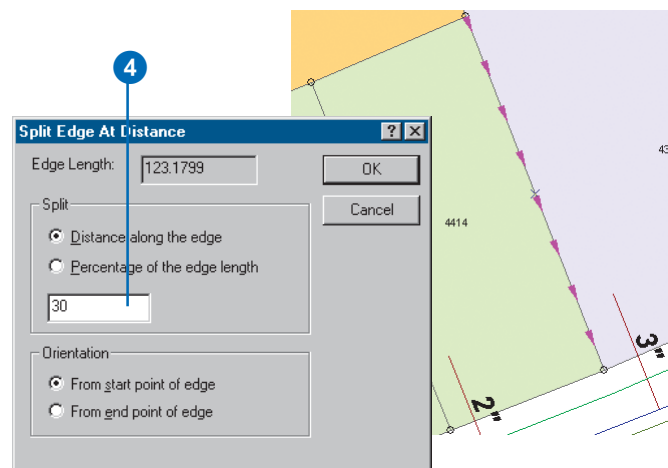 4
Split Edge At Distance
Edge Length: 123.1799
OK
Cancel
Split
Distance along the edge
Percentage of the edge length
30
Orientation
From start point of edge
From end point of edge
4414
43
2"
3"